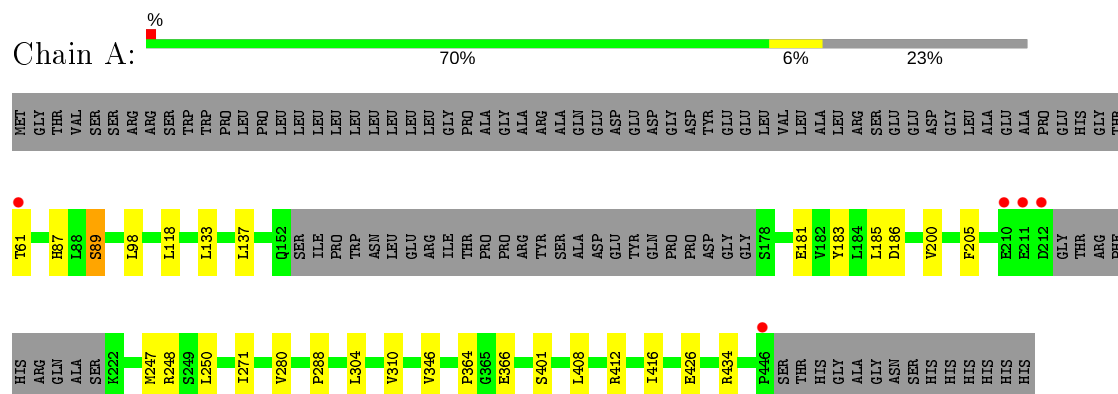 Chain A:
%
70% 6% 23%
MET GLY THR VAL SER SER ARG ARG SER TRP TRP PRO LEU PRO LEU LEU LEU LEU LEU LEU LEU LEU LEU GLY PRO ALA GLY ALA ARG ALA GLN GLU ASP GLU ASP GLY ASP TYR GLU GLU LEU VAL LEU ALA LEU ARG SER GLU GLU ASP GLY LEU ALA GLU ALA PRO GLU HIS GLY THR
T61 H87 L88 S89 L98 L118 L133 L137 Q152 SER ILE PRO TRP ASN LEU GLU ARG ILE THR PRO PRO ARG TYR SER ALA ASP GLU TYR GLN PRO PRO ASP GLY GLY S178 E181 V182 Y183 L184 L185 D186 V200 F205 E210 E211 D212 GLY THR ARG PHE
HIS ARG GLN ALA SER K222 M247 R248 S249 L250 I271 V280 P288 L304 V310 V346 P364 G365 E366 S401 L408 R412 I416 E426 R434 P446 SER THR HIS GLY ALA GLY ASN SER HIS HIS HIS HIS HIS HIS